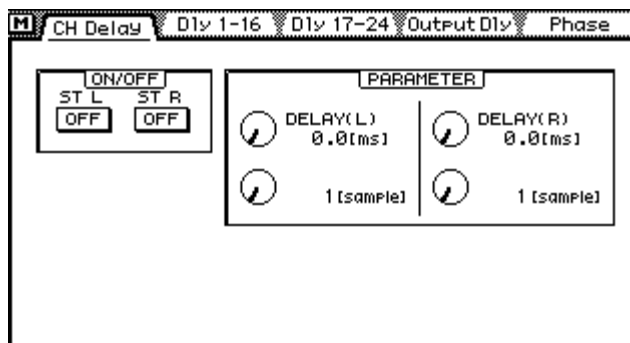 M CH Delay Dly 1-16 Dly 17-24 Output Dly Phase
ON/OFF PARAMETER
ST L ST R
OFF OFF
DELAY(L) DELAY(R)
0.0[ms] 0.0[ms]
1[sample] 1[sample]